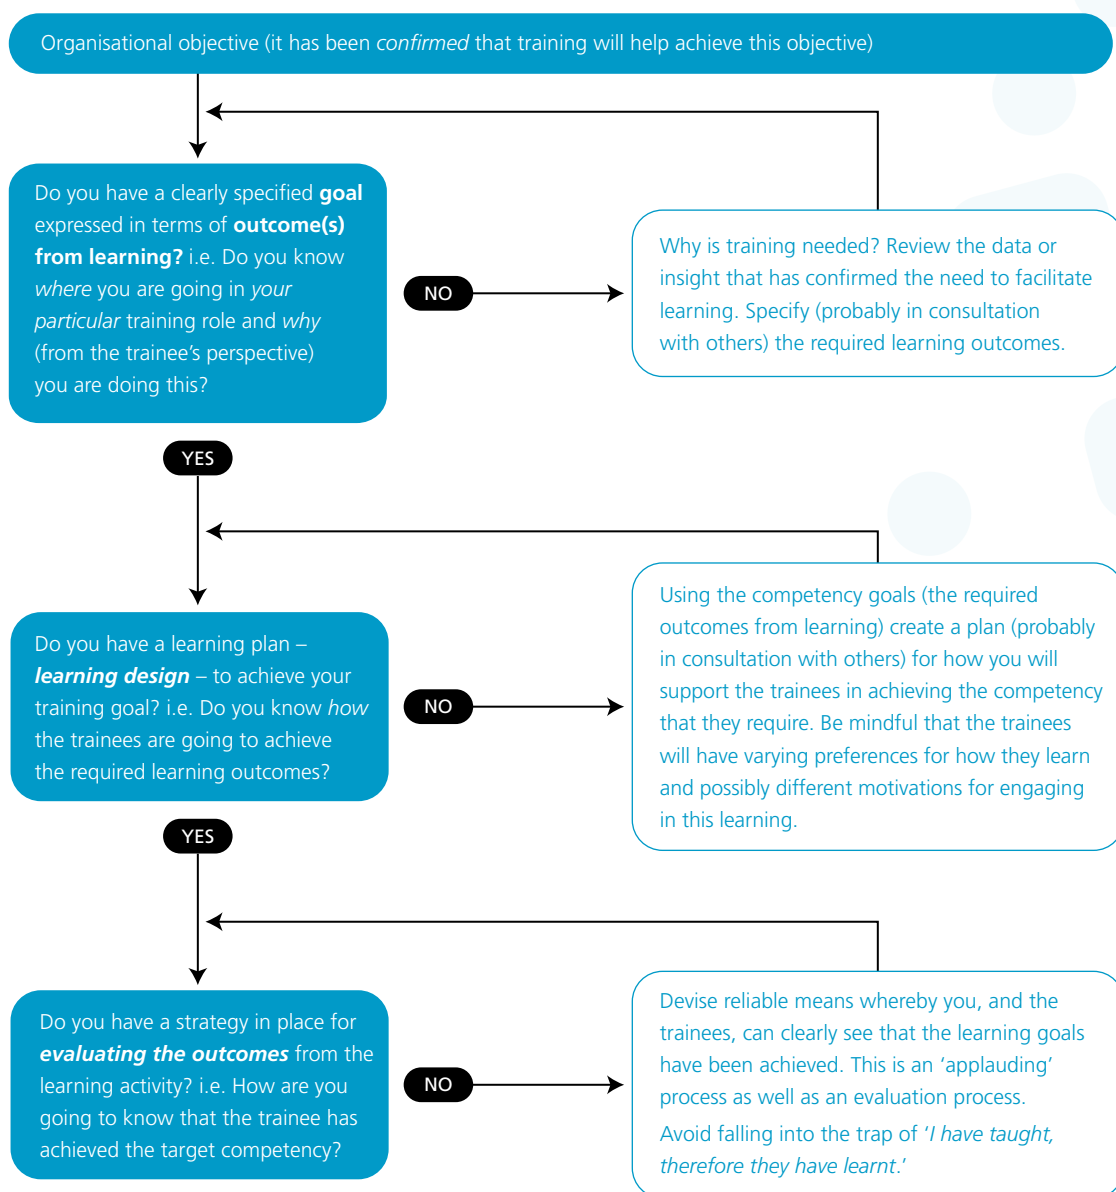 Organisational objective (it has been confirmed that training will help achieve this objective)
Do you have a clearly specified goal
expressed in terms of outcome(s)
from learning? i.e. Do you know
where you are going in your
particular training role and why
(from the trainee’s perspective)
you are doing this?
NO
Why is training needed? Review the data or
insight that has confirmed the need to facilitate
learning. Specify (probably in consultation
with others) the required learning outcomes.
YES
Do you have a learning plan –
learning design – to achieve your
training goal? i.e. Do you know how
the trainees are going to achieve
the required learning outcomes?
NO
Using the competency goals (the required
outcomes from learning) create a plan (probably
in consultation with others) for how you will
support the trainees in achieving the competency
that they require. Be mindful that the trainees
will have varying preferences for how they learn
and possibly different motivations for engaging
in this learning.
YES
Do you have a strategy in place for
evaluating the outcomes from the
learning activity? i.e. How are you
going to know that the trainee has
achieved the target competency?
NO
Devise reliable means whereby you, and the
trainees, can clearly see that the learning goals
have been achieved. This is an ‘applauding’
process as well as an evaluation process.
Avoid falling into the trap of ‘I have taught,
therefore they have learnt.’